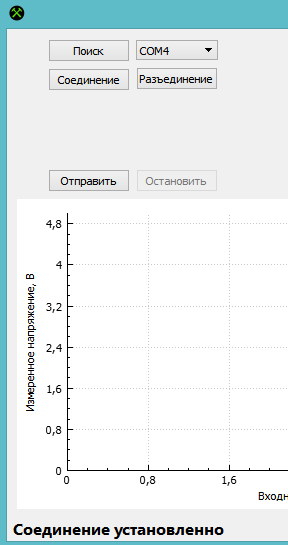 Поиск COM4
Соединение Разъединение
Отправить Остановить
4,8
4
3,2
2,4
1,6
0,8
0
Измеренное напряжение, В
0 0,8 1,6
Входн
Соединение установленно